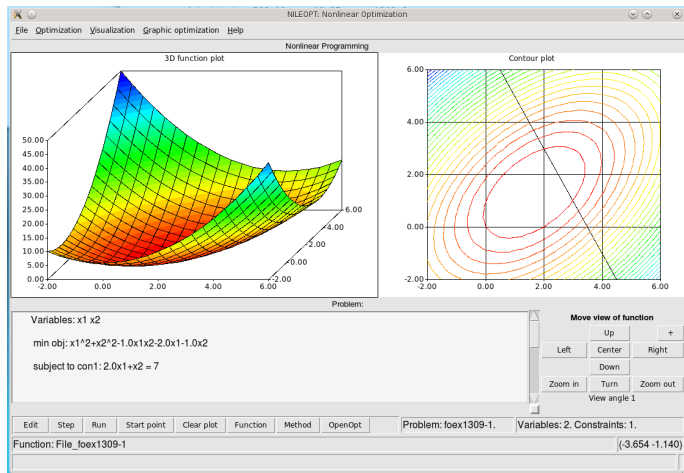 NILEOPT: Nonlinear Optimization
File Optimization Visualization Graphic optimization Help
Nonlinear Programming
3D function plot
50.00
45.00
40.00
35.00
30.00
25.00
20.00
15.00
10.00
5.00
0.00
-2.00 0.00 2.00 4.00 6.00
-2.00
0.00
2.00
4.00
6.00
Contour plot
6.00
4.00
2.00
0.00
-2.00
-2.00 0.00 2.00 4.00 6.00
Problem:
Variables: x1 x2
min obj: x1^2+x2^2-1.0x1x2-2.0x1-1.0x2
subject to con1: 2.0x1+x2 = 7
Move view of function
Up +
Left Center Right
Down
Zoom in Turn Zoom out
View angle 1
Edit Step Run Start point Clear plot Function Method OpenOpt
Problem: foex1309-1. Variables: 2. Constraints: 1.
Function: File_foex1309-1 (-3.654 -1.140)